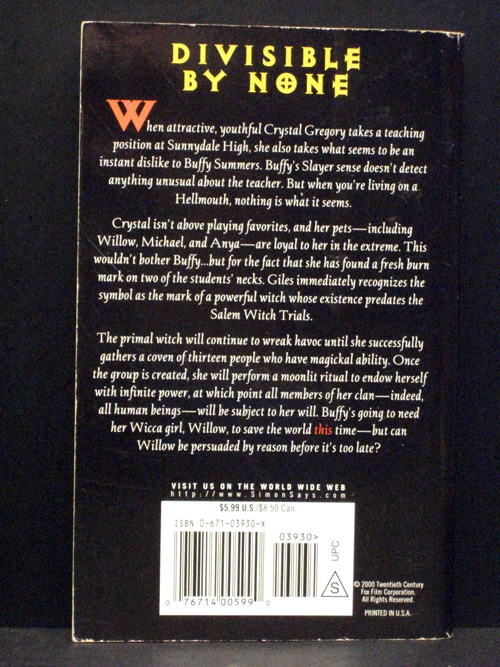 DIVISIBLE
BY NONE
When attractive, youthful Crystal Gregory takes a teaching
position at Sunnydale High, she also takes what seems to be an
instant dislike to Buffy Summers. Buffy's Slayer sense doesn't detect
anything unusual about the teacher. But when you're living on a
Hellmouth, nothing is what it seems.
Crystal isn't above playing favorites, and her pets—including
Willow, Michael, and Anya—are loyal to her in the extreme. This
wouldn't bother Buffy...but for the fact that she has found a fresh burn
mark on two of the students' necks. Giles immediately recognizes the
symbol as the mark of a powerful witch whose existence predates the
Salem Witch Trials.
The primal witch will continue to wreak havoc until she successfully
gathers a coven of thirteen people who have magickal ability. Once
the group is created, she will perform a moonlit ritual to endow herself
with infinite power, at which point all members of her clan—indeed,
all human beings—will be subject to her will. Buffy's going to need
her Wicca girl, Willow, to save the world this time—but can
Willow be persuaded by reason before it's too late?
VISIT US ON THE WORLD WIDE WEB
http://www.SimonSays.com
$5.99 U.S./$8.50 Can.
ISBN 0-671-03930-X
03930>
UPC
S
0 76714 00599 0
© 2000 Twentieth Century
Fox Film Corporation.
All Rights Reserved.
PRINTED IN U.S.A.